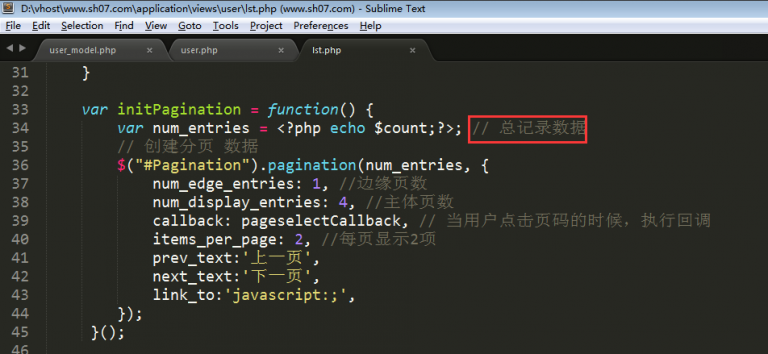 D:\vhost\www.sh07.com\application\views\user\lst.php (www.sh07.com) - Sublime Text
File Edit Selection Find View Goto Tools Project Preferences Help
user_model.php × user.php × lst.php ×
31 }
32
33 var initPagination = function() {
34 var num_entries = <?php echo $count;?>; // 总记录数据
35 // 创建分页 数据
36 $("#Pagination").pagination(num_entries, {
37 num_edge_entries: 1, //边缘页数
38 num_display_entries: 4, //主体页数
39 callback: pageselectCallback, // 当用户点击页码的时候，执行回调
40 items_per_page: 2, //每页显示2项
41 prev_text:'上一页',
42 next_text:'下一页',
43 link_to:'javascript:;',
44 });
45 }();
46